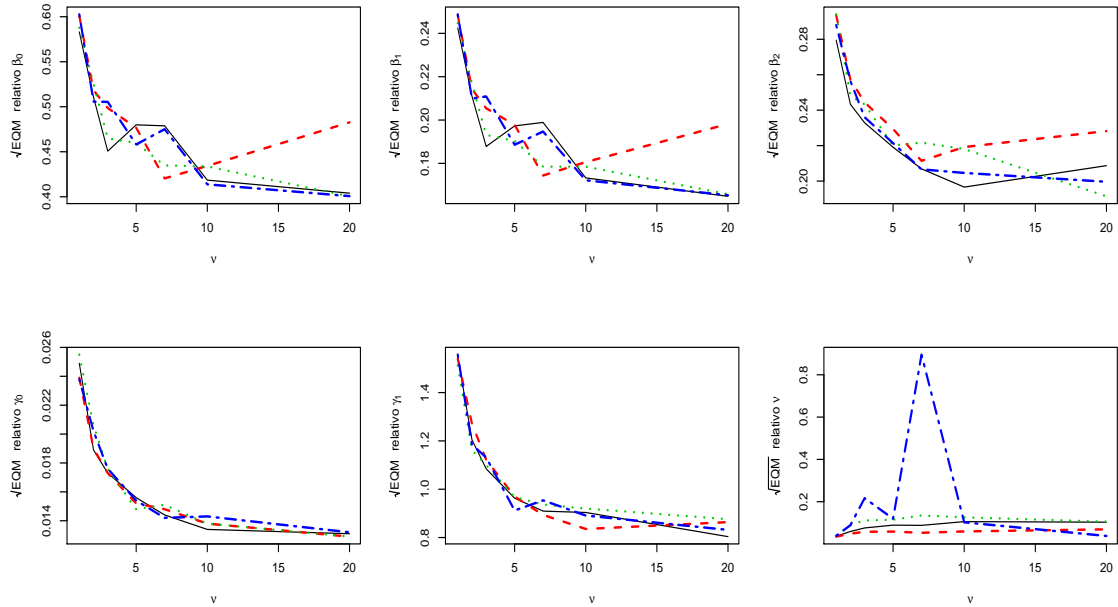 √EQM relativo β0
0.40 0.45 0.50 0.55 0.60
5 10 15 20
ν
√EQM relativo β1
0.18 0.20 0.22 0.24
5 10 15 20
ν
√EQM relativo β2
0.20 0.24 0.28
5 10 15 20
ν
√EQM relativo γ0
0.014 0.018 0.022 0.026
5 10 15 20
ν
√EQM relativo γ1
0.8 1.0 1.2 1.4
5 10 15 20
ν
√EQM relativo ν
0.2 0.4 0.6 0.8
5 10 15 20
ν